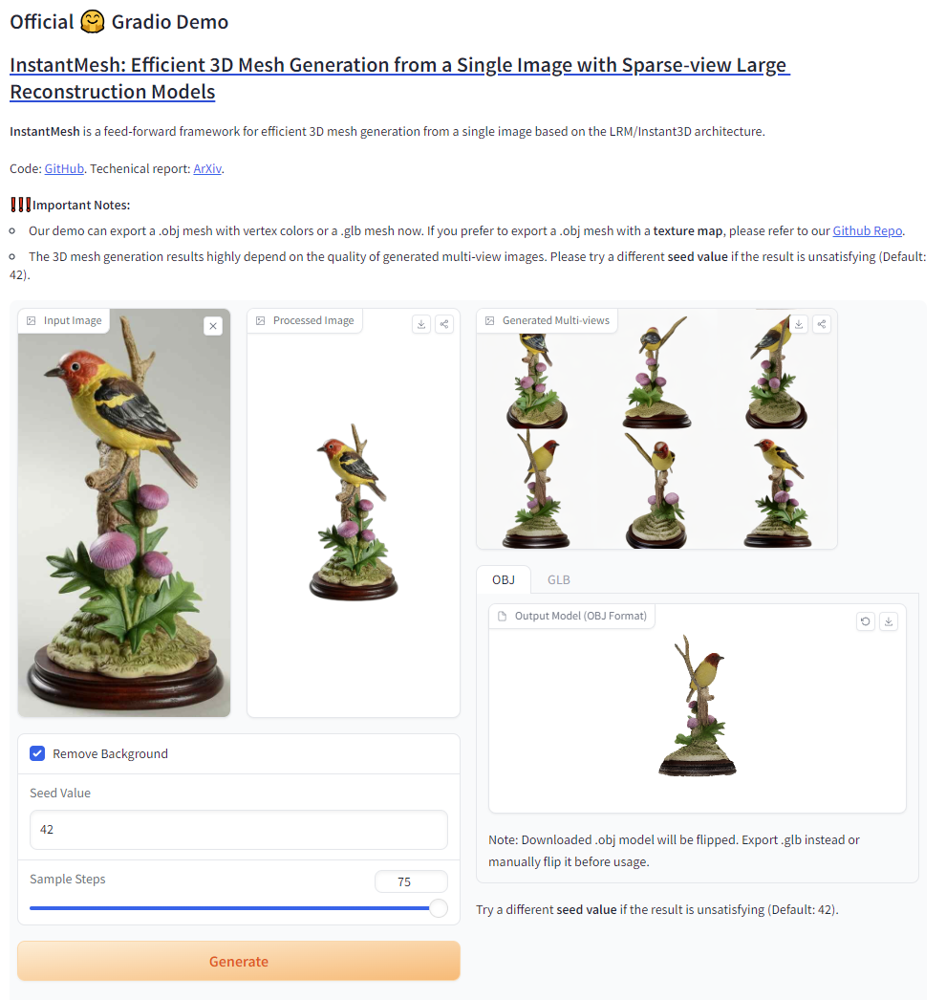 Official 🤗 Gradio Demo
InstantMesh: Efficient 3D Mesh Generation from a Single Image with Sparse-view Large
Reconstruction Models
InstantMesh is a feed-forward framework for efficient 3D mesh generation from a single image based on the LRM/Instant3D architecture.
Code: GitHub. Techenical report: ArXiv.
❗❗❗Important Notes:
Our demo can export a .obj mesh with vertex colors or a .glb mesh now. If you prefer to export a .obj mesh with a texture map, please refer to our Github Repo.
The 3D mesh generation results highly depend on the quality of generated multi-view images. Please try a different seed value if the result is unsatisfying (Default:
42).
Input Image
Processed Image
Generated Multi-views
OBJ
GLB
Output Model (OBJ Format)
Note: Downloaded .obj model will be flipped. Export .glb instead or
manually flip it before usage.
Try a different seed value if the result is unsatisfying (Default: 42).
Remove Background
Seed Value
42
Sample Steps
75
Generate